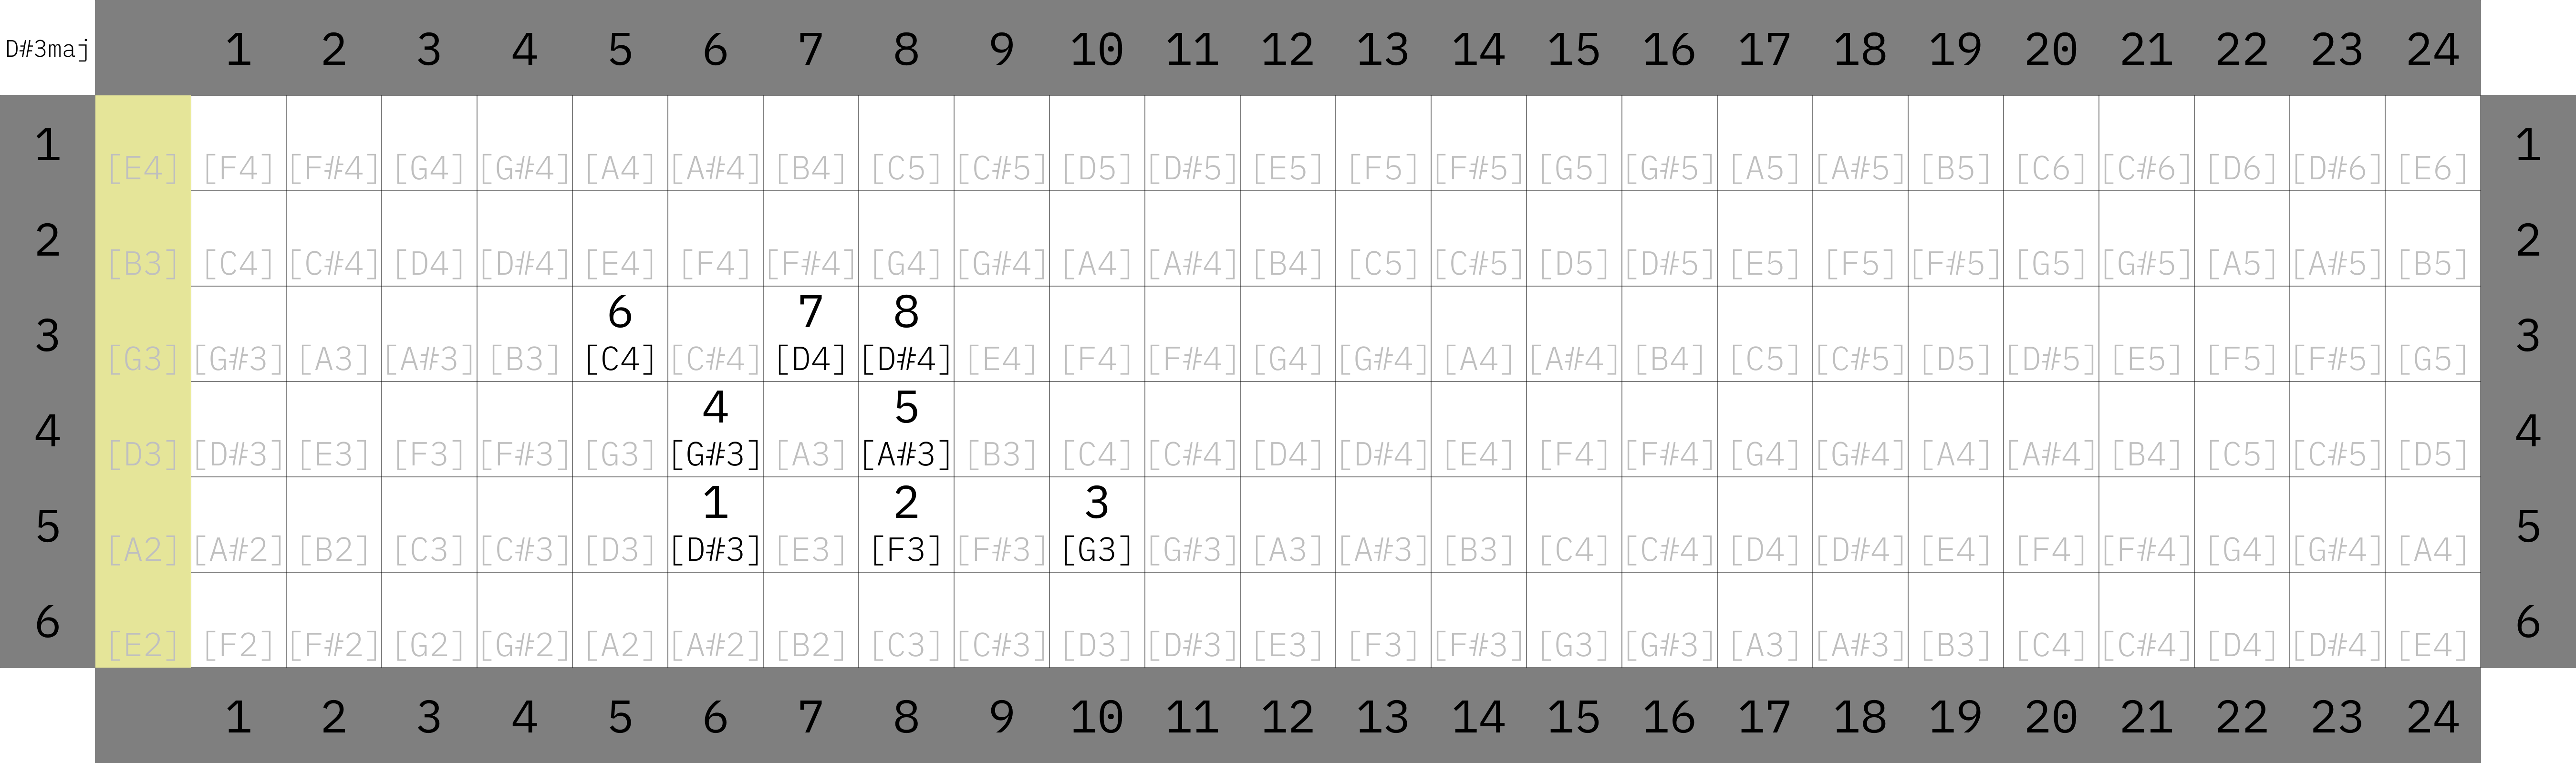 D#3maj 1 2 3 4 5 6 7 8 9 10 11 12 13 14 15 16 17 18 19 20 21 22 23 24
1 [E4] [F4] [F#4] [G4] [G#4] [A4] [A#4] [B4] [C5] [C#5] [D5] [D#5] [E5] [F5] [F#5] [G5] [G#5] [A5] [A#5] [B5] [C6] [C#6] [D6] [D#6] [E6] 1
2 [B3] [C4] [C#4] [D4] [D#4] [E4] [F4] [F#4] [G4] [G#4] [A4] [A#4] [B4] [C5] [C#5] [D5] [D#5] [E5] [F5] [F#5] [G5] [G#5] [A5] [A#5] [B5] 2
6 7 8
3 [G3] [G#3] [A3] [A#3] [B3] [C4] [C#4] [D4] [D#4] [E4] [F4] [F#4] [G4] [G#4] [A4] [A#4] [B4] [C5] [C#5] [D5] [D#5] [E5] [F5] [F#5] [G5] 3
4 5
4 [D3] [D#3] [E3] [F3] [F#3] [G3] [G#3] [A3] [A#3] [B3] [C4] [C#4] [D4] [D#4] [E4] [F4] [F#4] [G4] [G#4] [A4] [A#4] [B4] [C5] [C#5] [D5] 4
1 2 3
5 [A2] [A#2] [B2] [C3] [C#3] [D3] [D#3] [E3] [F3] [F#3] [G3] [G#3] [A3] [A#3] [B3] [C4] [C#4] [D4] [D#4] [E4] [F4] [F#4] [G4] [G#4] [A4] 5
6 [E2] [F2] [F#2] [G2] [G#2] [A2] [A#2] [B2] [C3] [C#3] [D3] [D#3] [E3] [F3] [F#3] [G3] [G#3] [A3] [A#3] [B3] [C4] [C#4] [D4] [D#4] [E4] 6
1 2 3 4 5 6 7 8 9 10 11 12 13 14 15 16 17 18 19 20 21 22 23 24